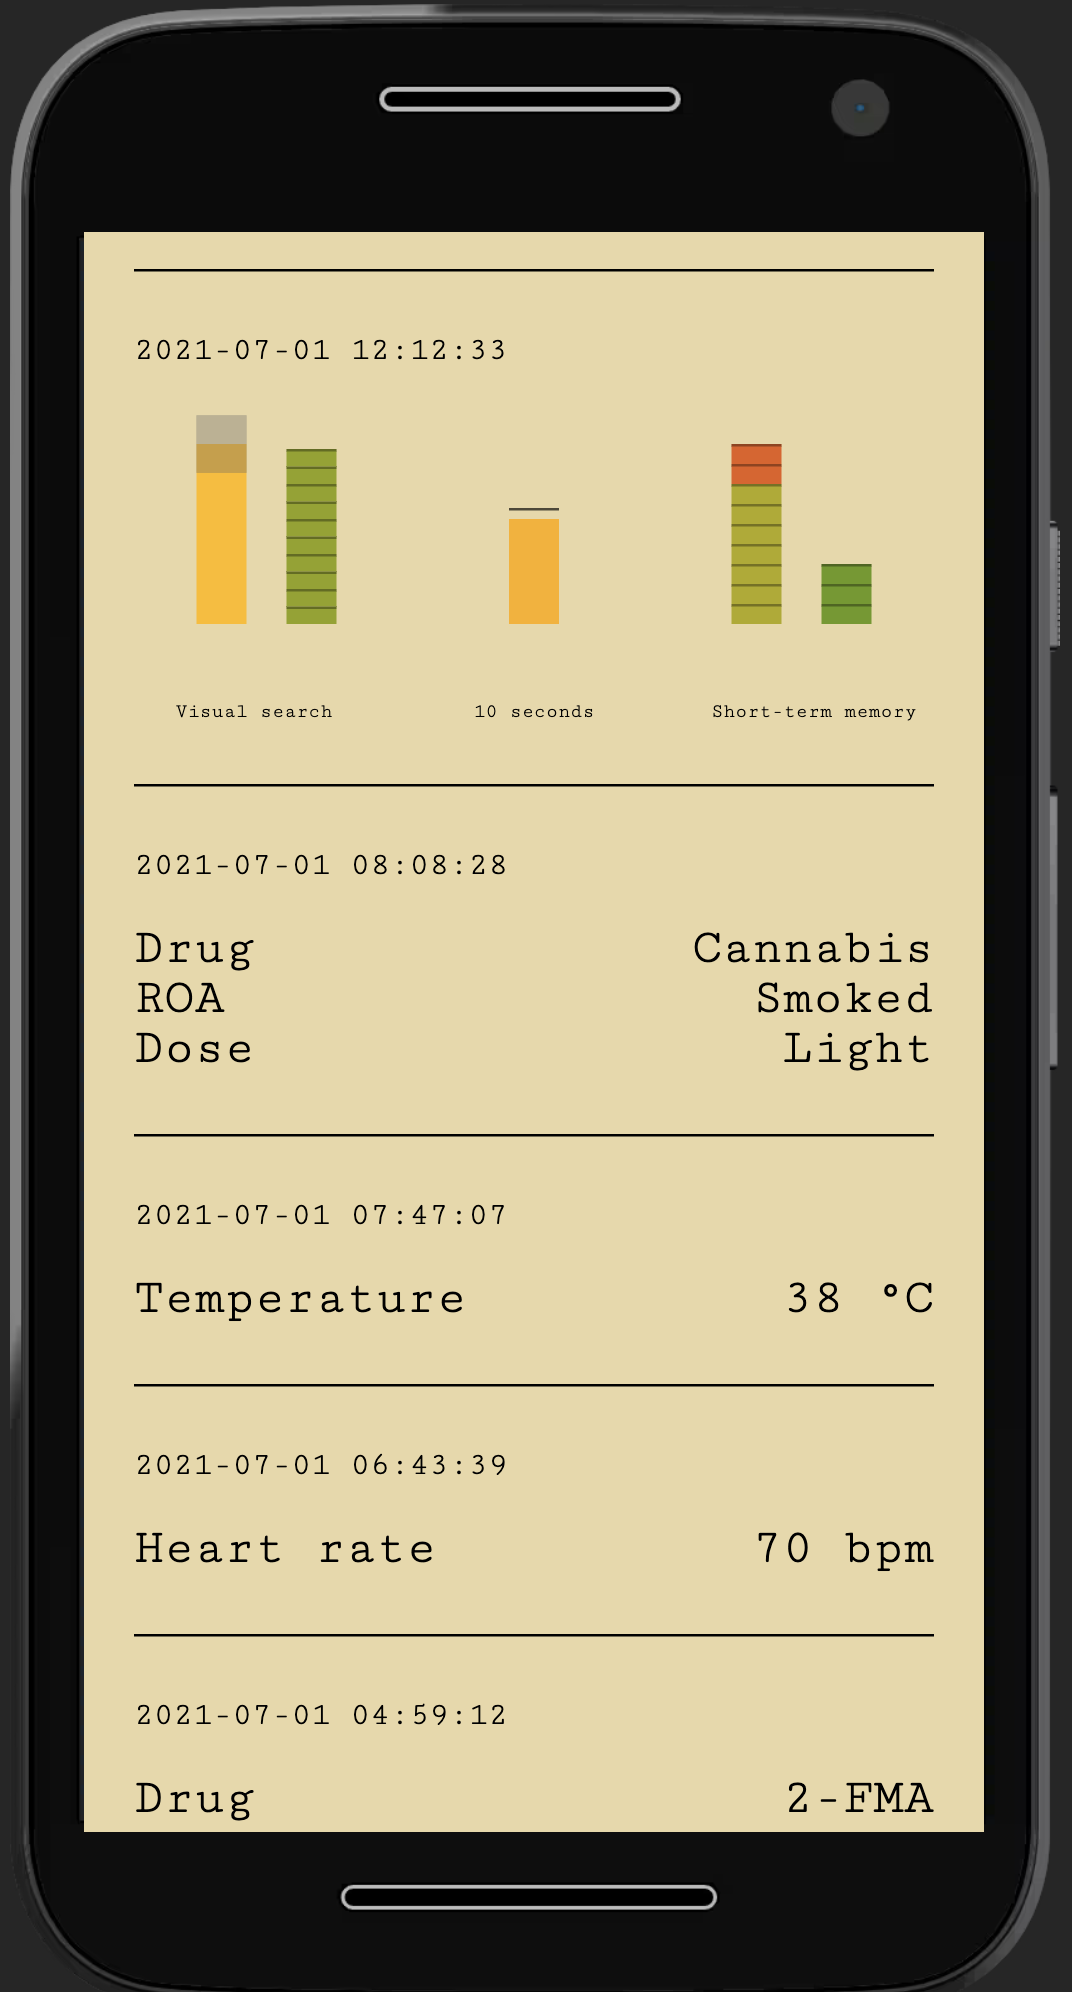 2021-07-01 12:12:33
Visual search 10 seconds Short-term memory
2021-07-01 08:08:28
Drug Cannabis
ROA Smoked
Dose Light
2021-07-01 07:47:07
Temperature 38 °C
2021-07-01 06:43:39
Heart rate 70 bpm
2021-07-01 04:59:12
Drug 2-FMA